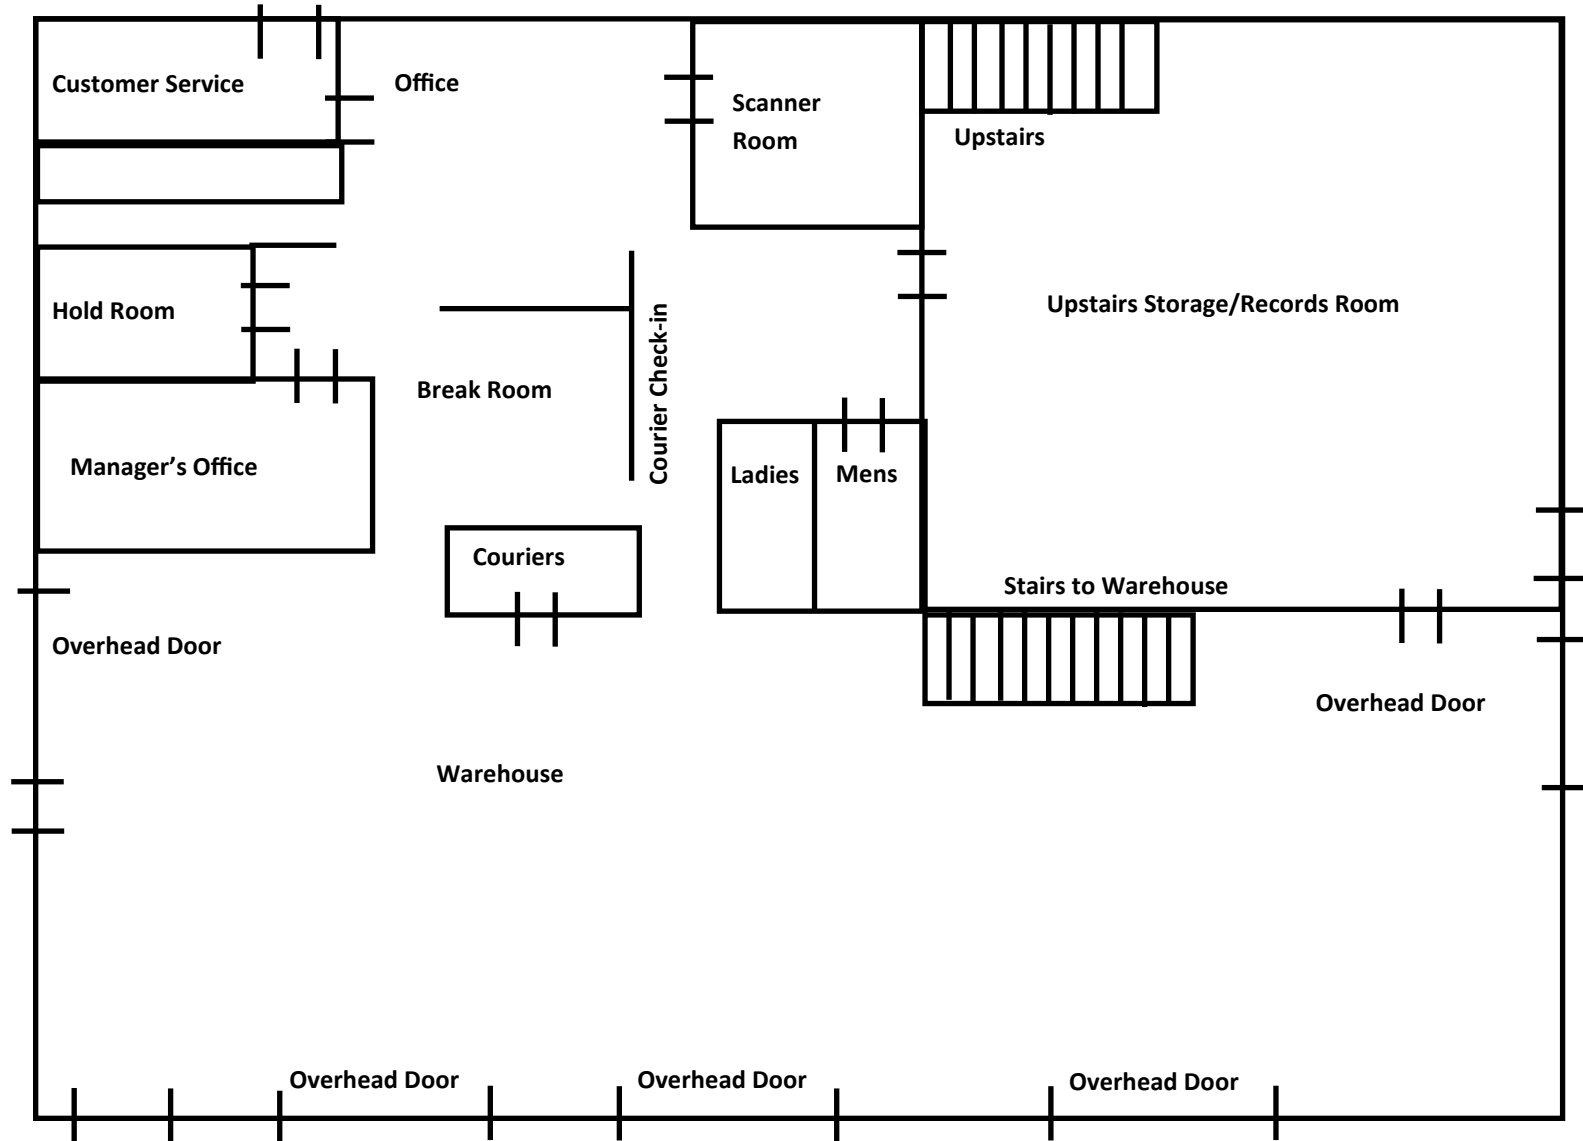 Customer Service
Office
Scanner
Room
Upstairs
Hold Room
Upstairs Storage/Records Room
Break Room
Courier Check-in
Manager’s Office
Ladies
Mens
Couriers
Stairs to Warehouse
Overhead Door
Overhead Door
Warehouse
Overhead Door
Overhead Door
Overhead Door